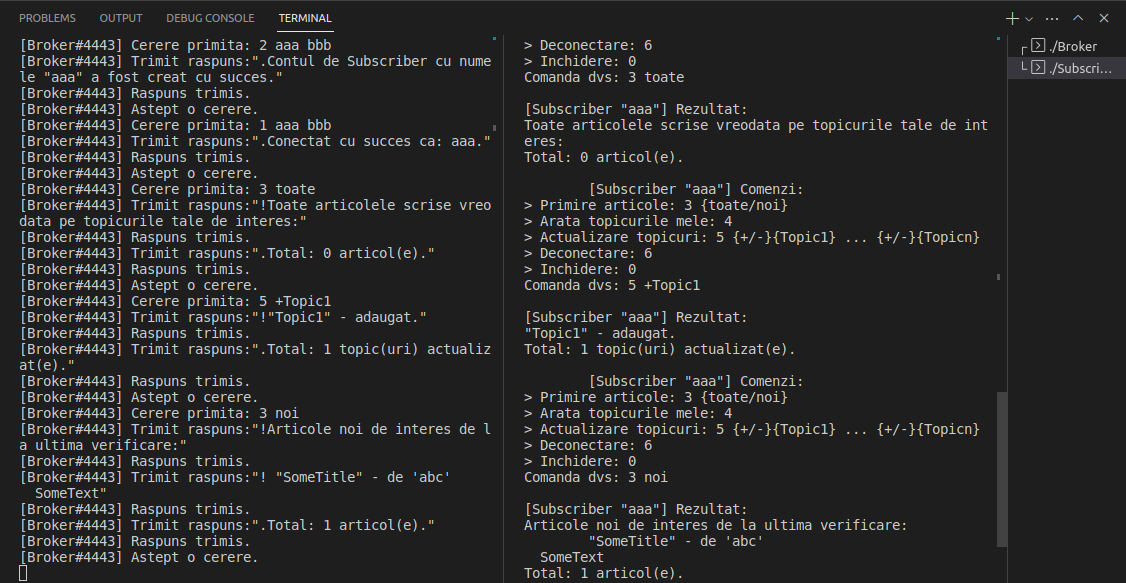 PROBLEMS OUTPUT DEBUG CONSOLE TERMINAL
[Broker#4443] Cerere primita: 2 aaa bbb
[Broker#4443] Trimit raspuns:".Contul de Subscriber cu nume
le "aaa" a fost creat cu succes."
[Broker#4443] Raspuns trimis.
[Broker#4443] Astept o cerere.
[Broker#4443] Cerere primita: 1 aaa bbb
[Broker#4443] Trimit raspuns:".Conectat cu succes ca: aaa."
[Broker#4443] Raspuns trimis.
[Broker#4443] Astept o cerere.
[Broker#4443] Cerere primita: 3 toate
[Broker#4443] Trimit raspuns:"!Toate articolele scrise vreo
data pe topicurile tale de interes:"
[Broker#4443] Raspuns trimis.
[Broker#4443] Trimit raspuns:".Total: 0 articol(e)."
[Broker#4443] Raspuns trimis.
[Broker#4443] Astept o cerere.
[Broker#4443] Cerere primita: 5 +Topic1
[Broker#4443] Trimit raspuns:"!"Topic1" - adaugat."
[Broker#4443] Raspuns trimis.
[Broker#4443] Trimit raspuns:".Total: 1 topic(uri) actualiz
at(e)."
[Broker#4443] Raspuns trimis.
[Broker#4443] Astept o cerere.
[Broker#4443] Cerere primita: 3 noi
[Broker#4443] Trimit raspuns:"!Articole noi de interes de l
a ultima verificare:"
[Broker#4443] Raspuns trimis.
[Broker#4443] Trimit raspuns:"! "SomeTitle" - de 'abc'
SomeText"
[Broker#4443] Raspuns trimis.
[Broker#4443] Trimit raspuns:".Total: 1 articol(e)."
[Broker#4443] Raspuns trimis.
[Broker#4443] Astept o cerere.
> Deconectare: 6
> Inchidere: 0
Comanda dvs: 3 toate
[Subscriber "aaa"] Rezultat:
Toate articolele scrise vreodata pe topicurile tale de int
eres:
Total: 0 articol(e).
[Subscriber "aaa"] Comenzi:
> Primire articole: 3 {toate/noi}
> Arata topicurile mele: 4
> Actualizare topicuri: 5 {+/-}{Topic1} ... {+/-}{Topicn}
> Deconectare: 6
> Inchidere: 0
Comanda dvs: 5 +Topic1
[Subscriber "aaa"] Rezultat:
"Topic1" - adaugat.
Total: 1 topic(uri) actualizat(e).
[Subscriber "aaa"] Comenzi:
> Primire articole: 3 {toate/noi}
> Arata topicurile mele: 4
> Actualizare topicuri: 5 {+/-}{Topic1} ... {+/-}{Topicn}
> Deconectare: 6
> Inchidere: 0
Comanda dvs: 3 noi
[Subscriber "aaa"] Rezultat:
Articole noi de interes de la ultima verificare:
"SomeTitle" - de 'abc'
SomeText
Total: 1 articol(e).
./Broker
./Subscri...